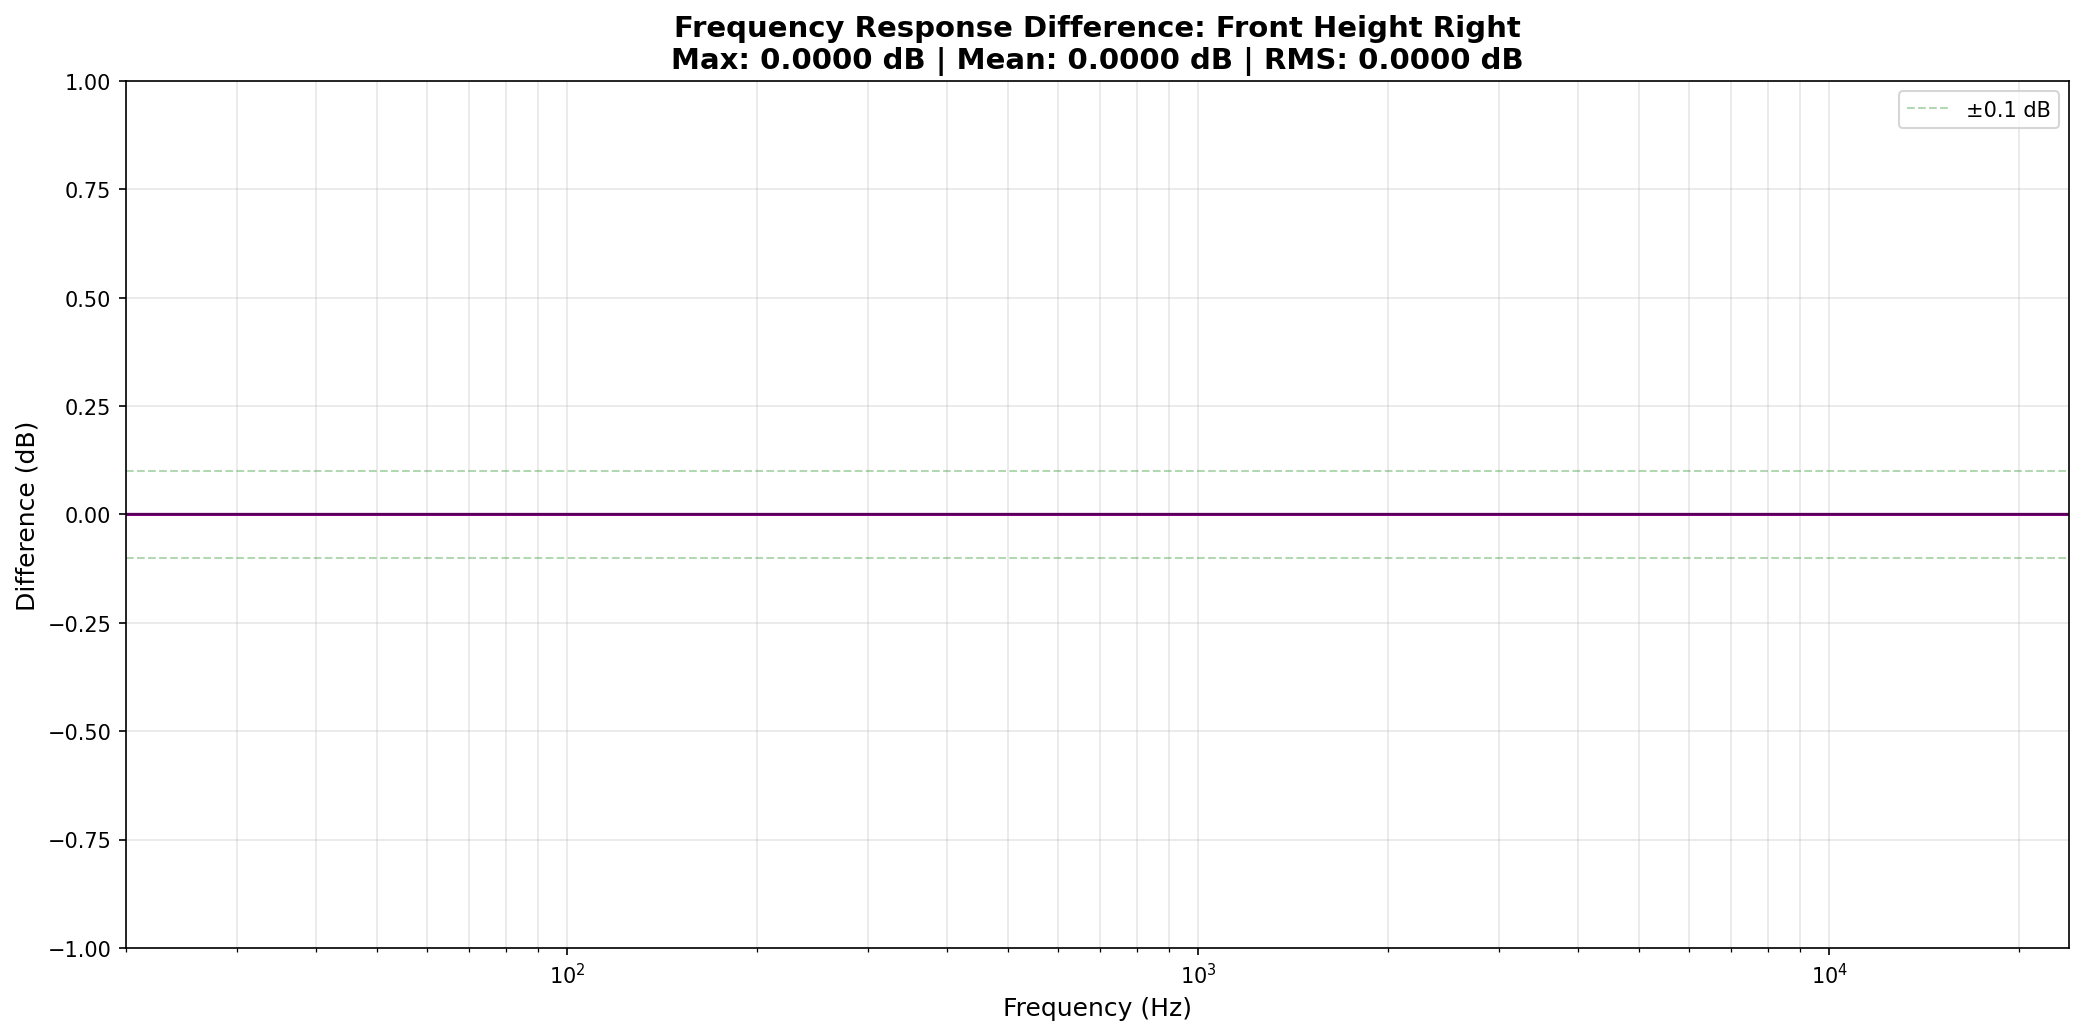 Frequency Response Difference: Front Height Right
Max: 0.0000 dB | Mean: 0.0000 dB | RMS: 0.0000 dB
±0.1 dB
Difference (dB)
1.00
0.75
0.50
0.25
0.00
−0.25
−0.50
−0.75
−1.00
10² 10³ 10⁴
Frequency (Hz)